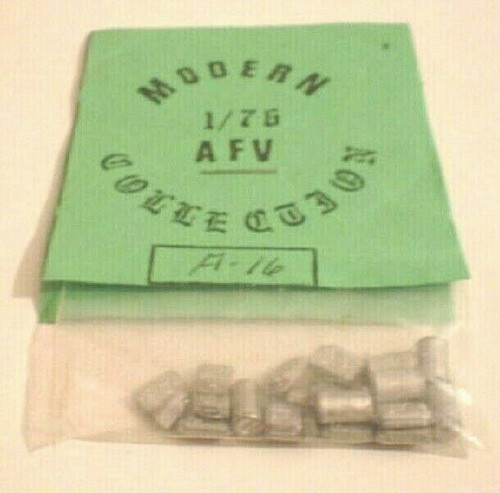 MODERN
1/76
AFV
COLLECTION
A-16